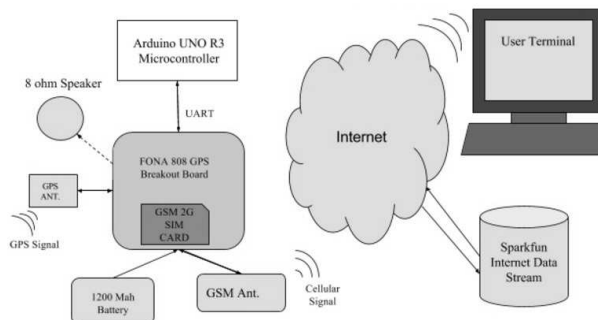 Arduino UNO R3
Microcontroller
8 ohm Speaker
UART
FONA 808 GPS
Breakout Board
GPS
ANT.
GSM 2G
SIM
CARD
GPS Signal
1200 Mah
Battery
GSM Ant.
Cellular
Signal
Internet
User Terminal
Sparkfun
Internet Data
Stream